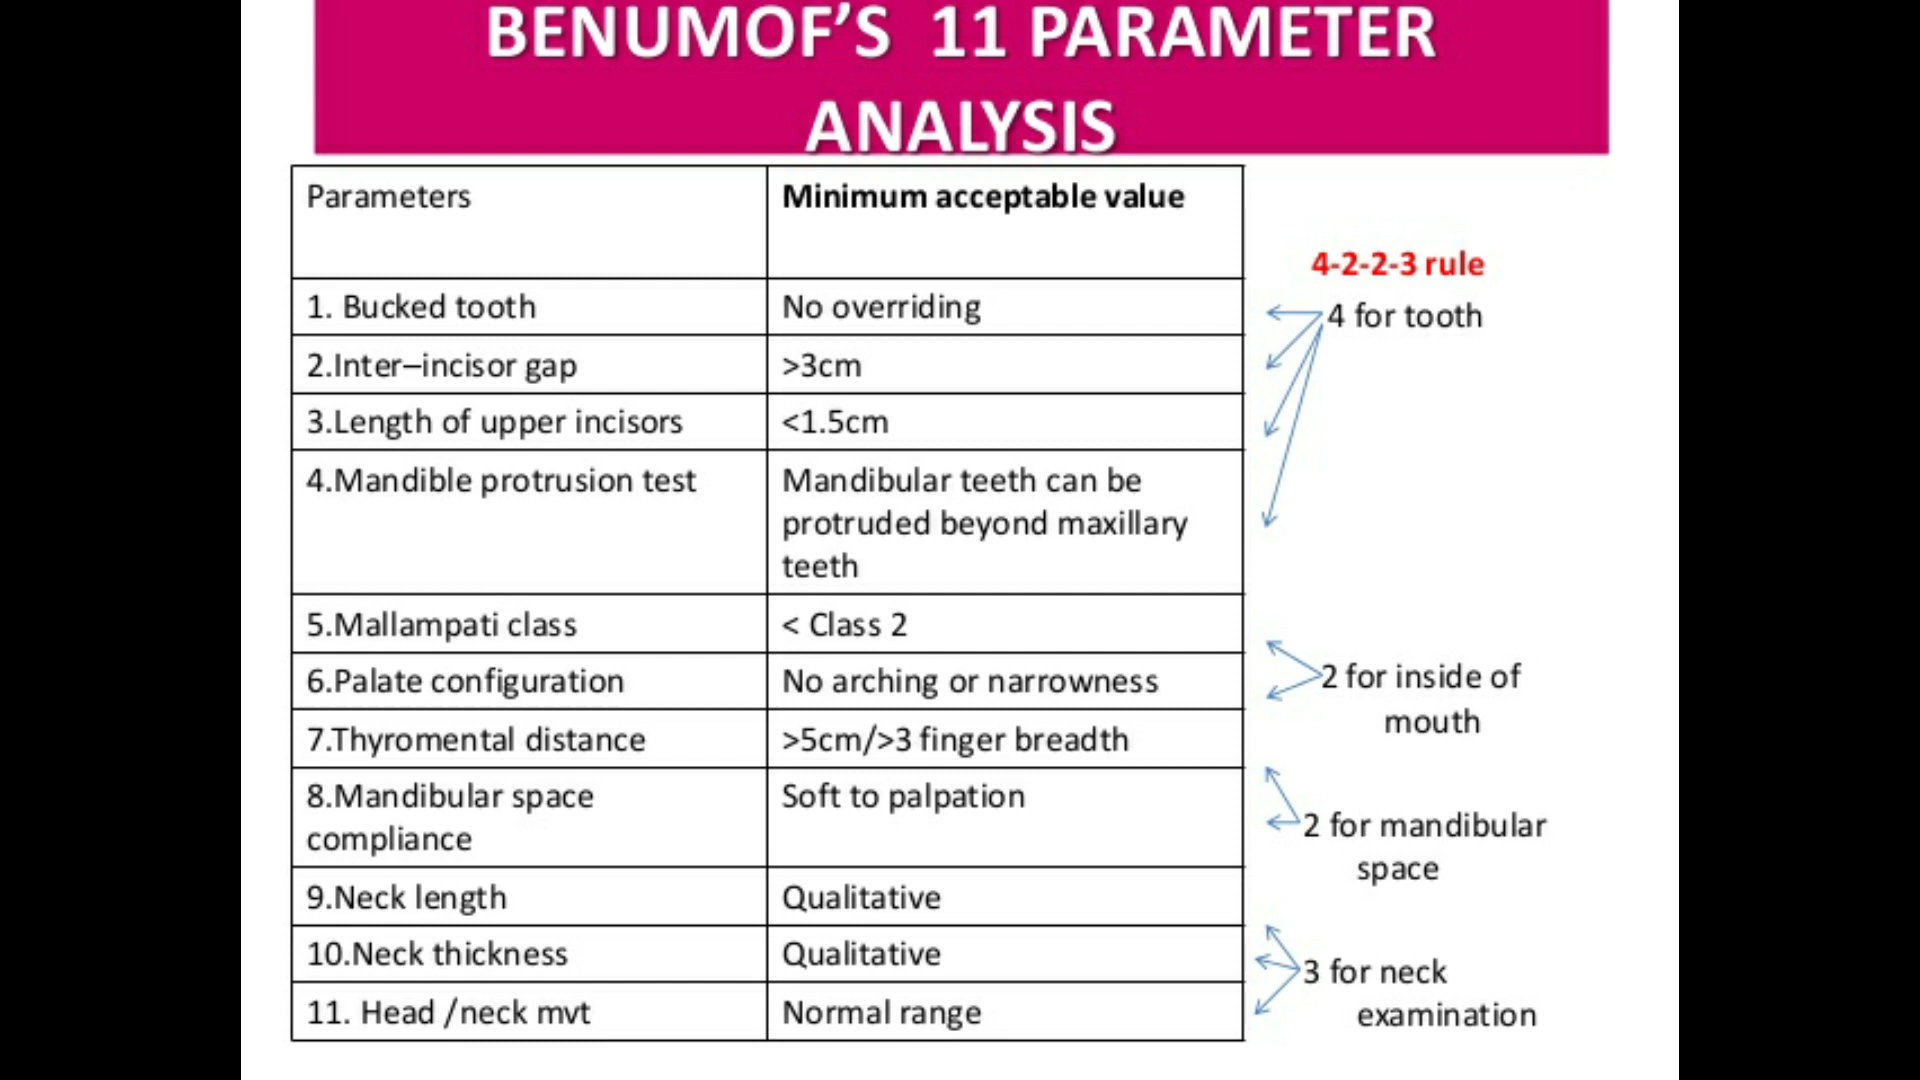 BENUMOF’S 11 PARAMETER
ANALYSIS
Parameters
Minimum acceptable value
1. Bucked tooth
No overriding
2.Inter–incisor gap
>3cm
3.Length of upper incisors
<1.5cm
4.Mandible protrusion test
Mandibular teeth can be
protruded beyond maxillary
teeth
5.Mallampati class
< Class 2
6.Palate configuration
No arching or narrowness
7.Thyromental distance
>5cm/>3 finger breadth
8.Mandibular space
compliance
Soft to palpation
9.Neck length
Qualitative
10.Neck thickness
Qualitative
11. Head /neck mvt
Normal range
4-2-2-3 rule
4 for tooth
2 for inside of
mouth
2 for mandibular
space
3 for neck
examination